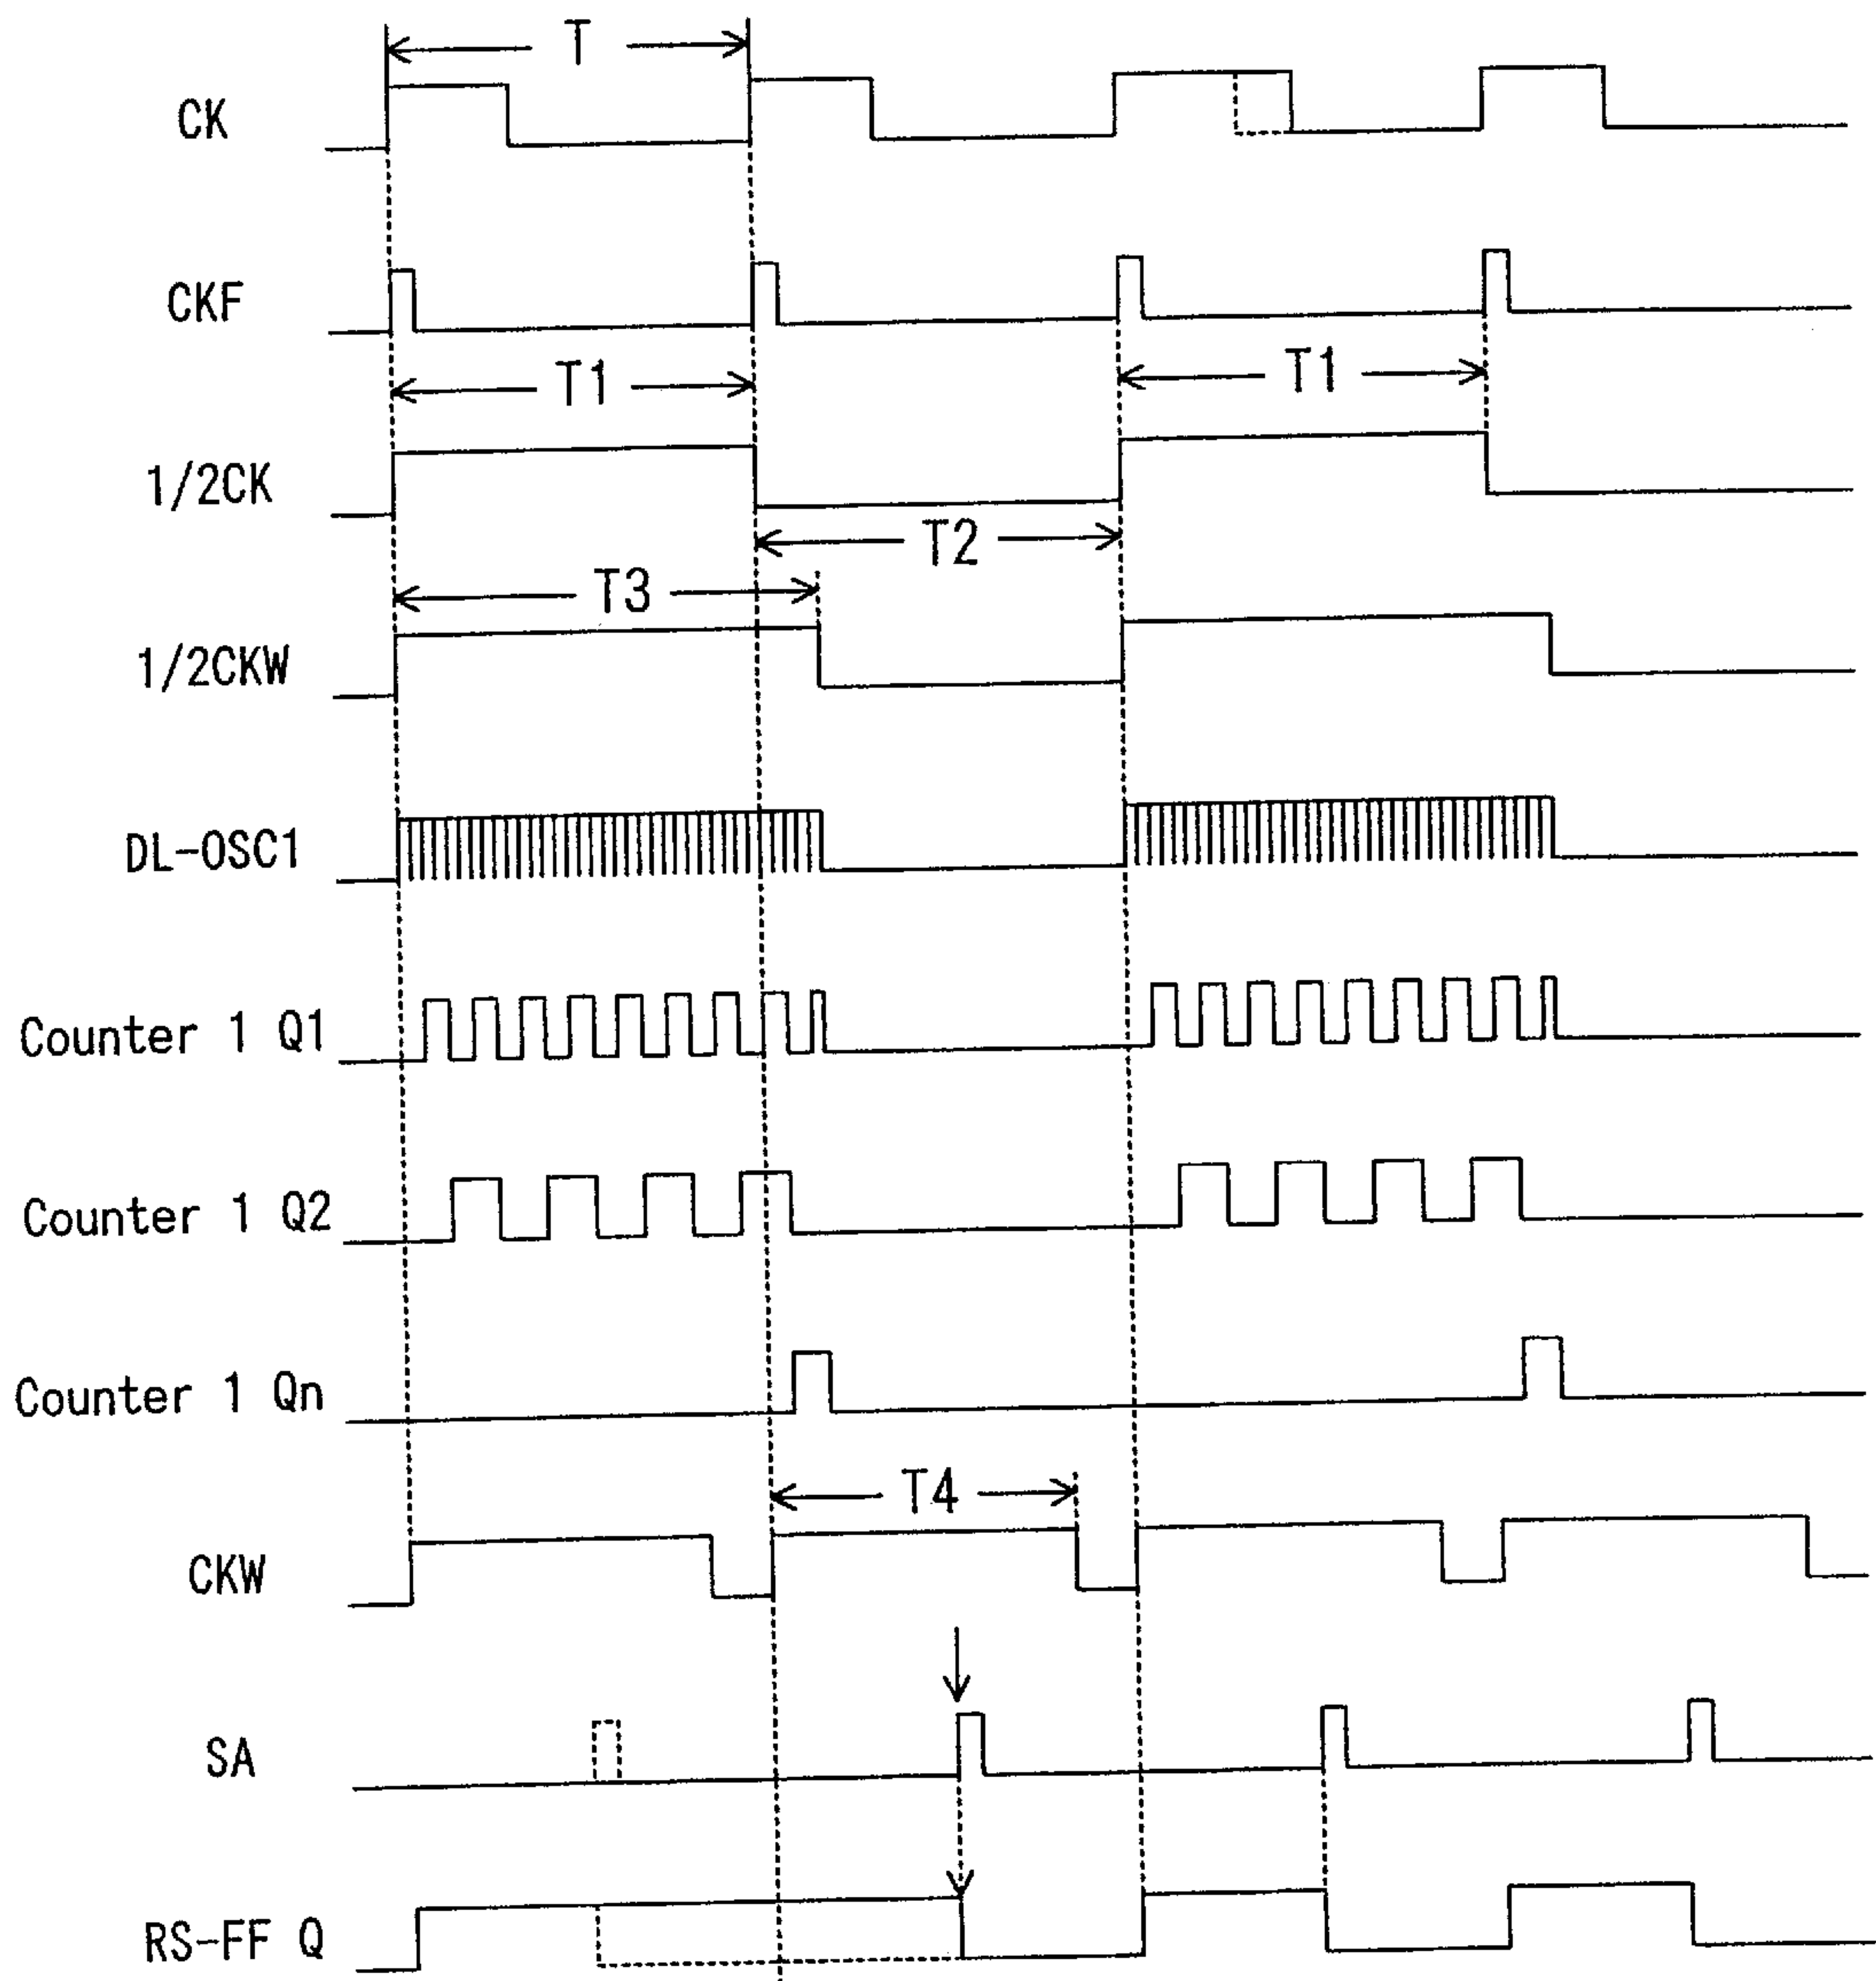 T
CK
CKF
T1 T1
1/2CK
T2
T3
1/2CKW
DL-OSC1
Counter 1 Q1
Counter 1 Q2
Counter 1 Qn
T4
CKW
SA
RS-FF Q